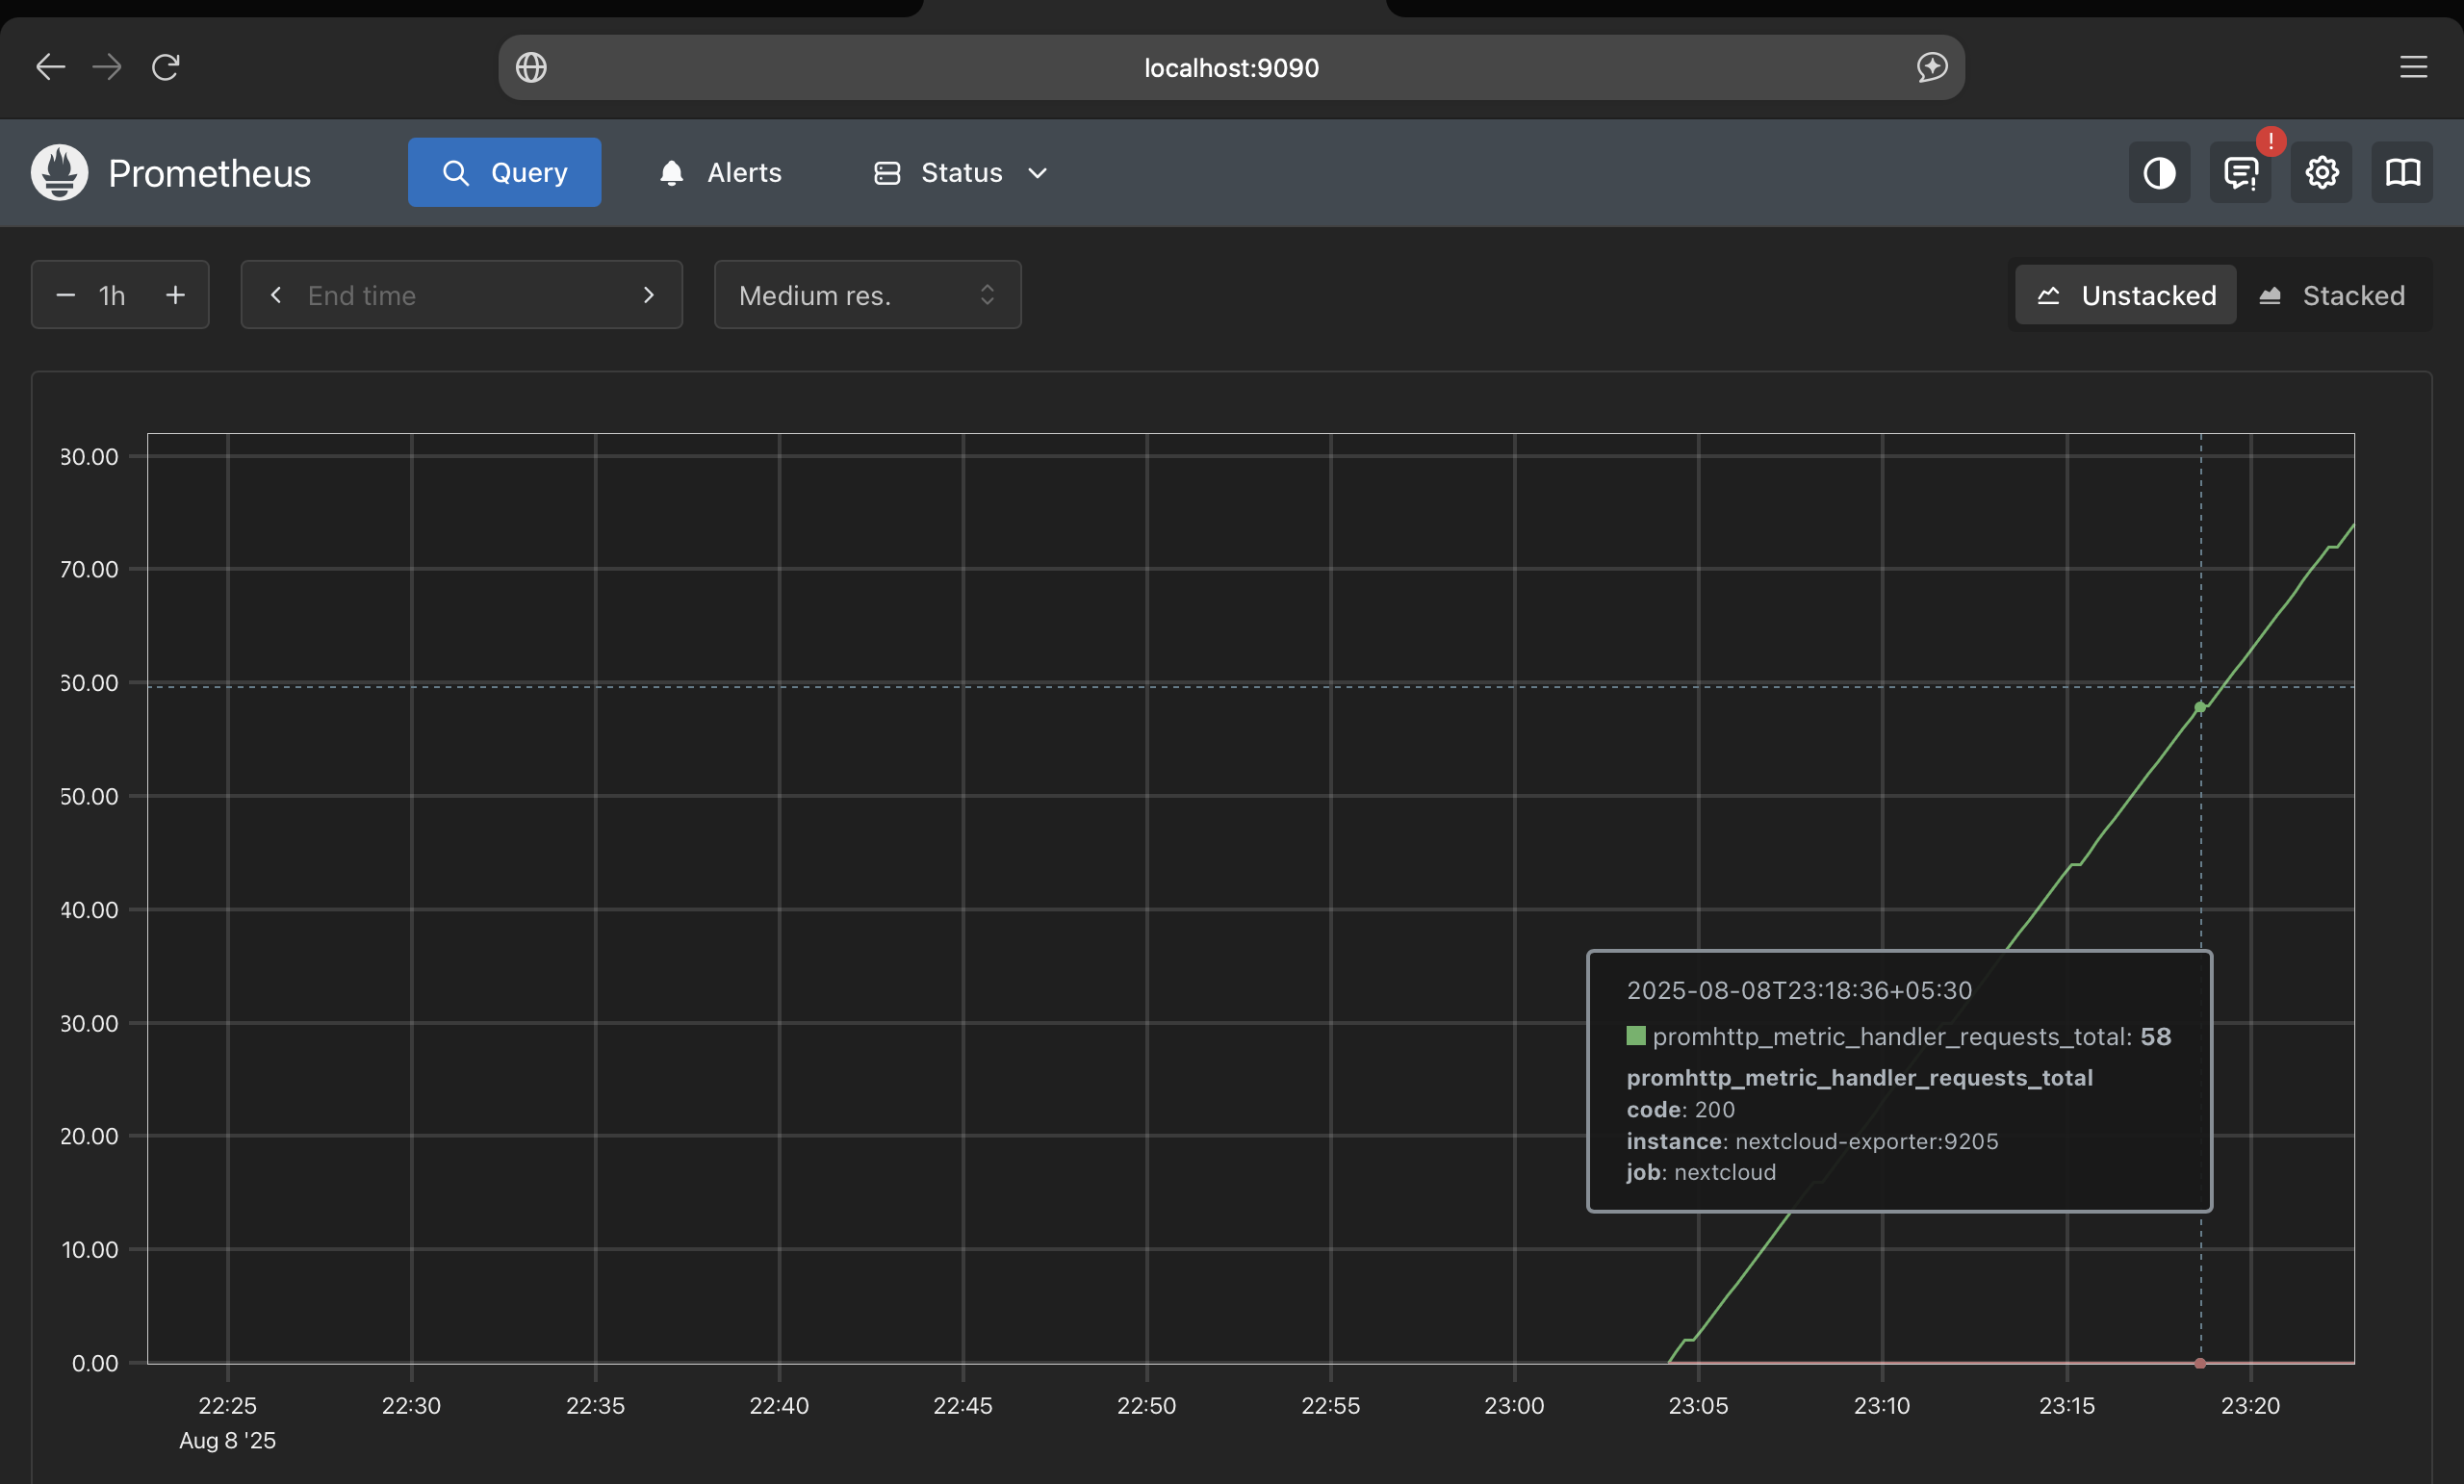 localhost:9090
Prometheus Query Alerts Status !
1h End time Medium res. Unstacked Stacked
80.00
70.00
60.00
50.00
40.00
30.00
20.00
10.00
0.00
2025-08-08T23:18:36+05:30
promhttp_metric_handler_requests_total: 58
promhttp_metric_handler_requests_total
code: 200
instance: nextcloud-exporter:9205
job: nextcloud
22:25 22:30 22:35 22:40 22:45 22:50 22:55 23:00 23:05 23:10 23:15 23:20
Aug 8 '25